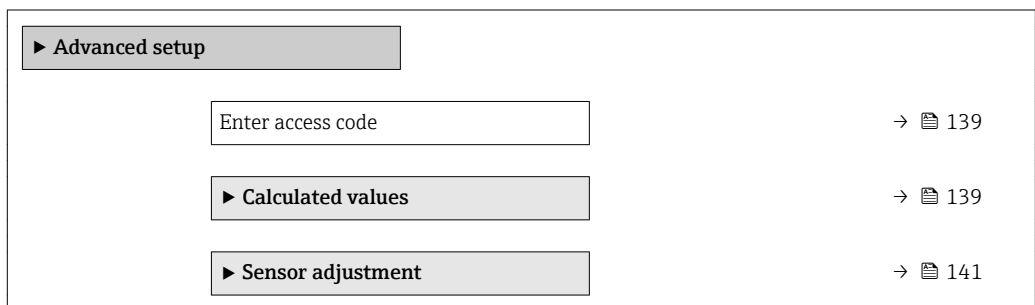 ▶ Advanced setup
Enter access code → 139
▶ Calculated values → 139
▶ Sensor adjustment → 141